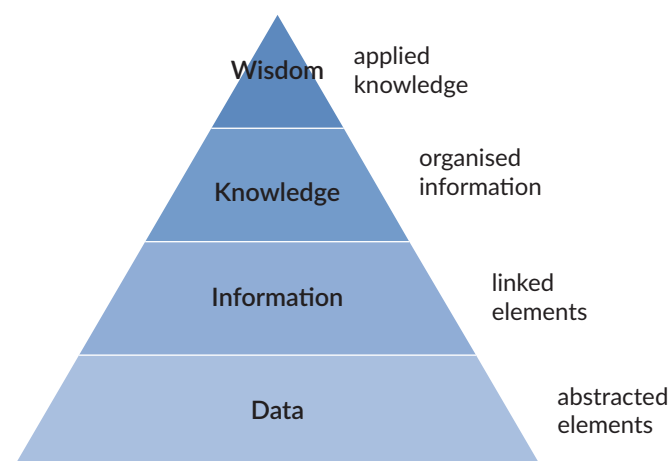 Wisdom
applied
knowledge
Knowledge
organised
information
Information
linked
elements
Data
abstracted
elements